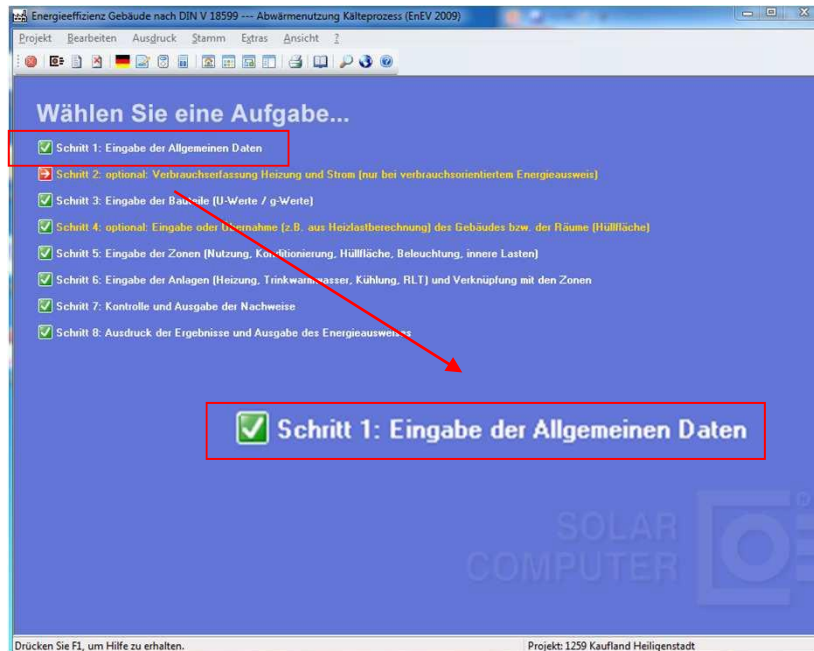 Energieeffizienz Gebäude nach DIN V 18599 --- Abwärmenutzung Kälteprozess (EnEV 2009)
Projekt Bearbeiten Ausdruck Stamm Extras Ansicht ?
Wählen Sie eine Aufgabe...
Schritt 1: Eingabe der Allgemeinen Daten
Schritt 2: optional: Verbrauchserfassung Heizung und Strom (nur bei verbrauchsorientiertem Energieausweis)
Schritt 3: Eingabe der Bauteile (U-Werte / g-Werte)
Schritt 4: optional: Eingabe oder Übernahme (z.B. aus Heizlastberechnung) des Gebäudes bzw. der Räume (Hüllfläche)
Schritt 5: Eingabe der Zonen (Nutzung, Konditionierung, Hüllfläche, Beleuchtung, innere Lasten)
Schritt 6: Eingabe der Anlagen (Heizung, Trinkwarmwasser, Kühlung, RLT) und Verknüpfung mit den Zonen
Schritt 7: Kontrolle und Ausgabe der Nachweise
Schritt 8: Ausdruck der Ergebnisse und Ausgabe des Energieausweises
Schritt 1: Eingabe der Allgemeinen Daten
SOLAR
COMPUTER
Drücken Sie F1, um Hilfe zu erhalten.
Projekt: 1259 Kaufland Heiligenstadt